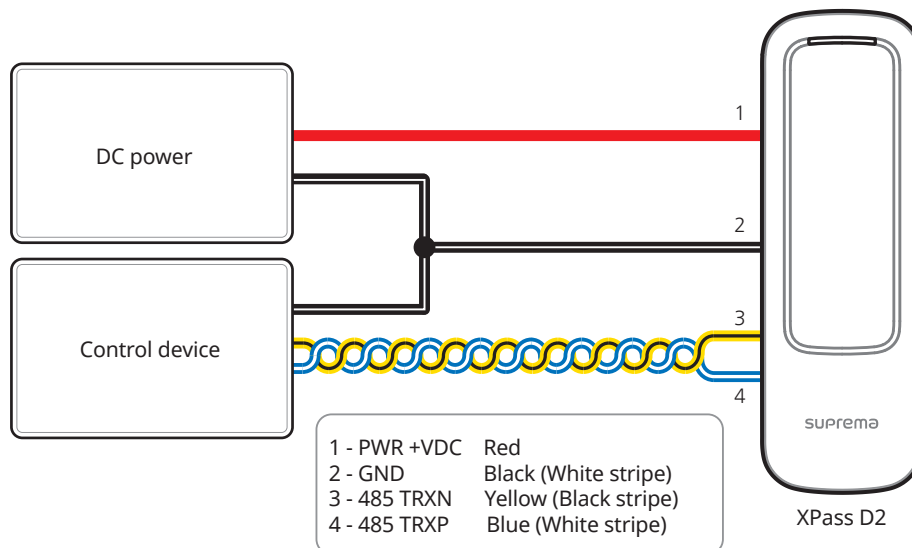 1
DC power
2
3
Control device
4
suprema
1 - PWR +VDC Red
2 - GND Black (White stripe)
3 - 485 TRXN Yellow (Black stripe)
4 - 485 TRXP Blue (White stripe)
XPass D2